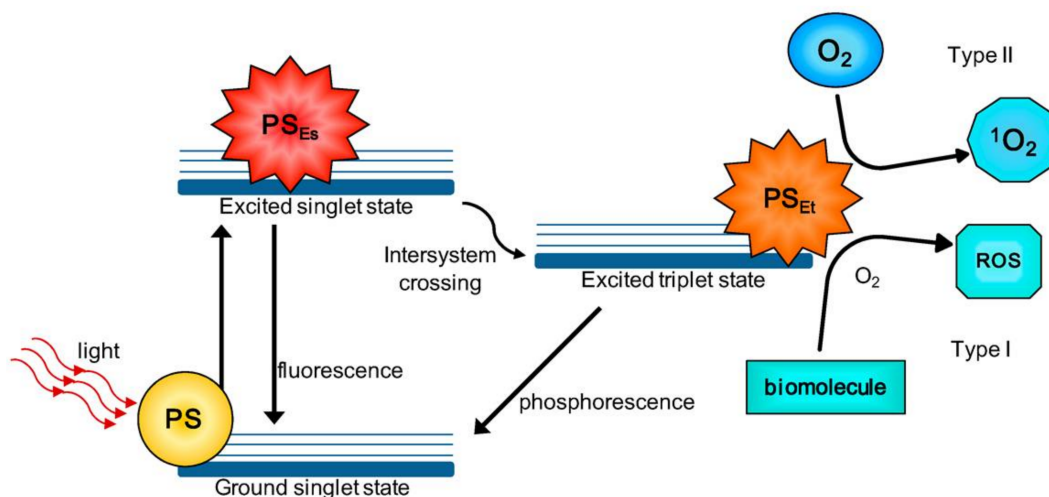 O₂
Type II
PS_Es
¹O₂
Excited singlet state
PS_Et
Intersystem
crossing
Excited triplet state
O₂
ROS
light
fluorescence
Type I
biomolecule
phosphorescence
PS
Ground singlet state